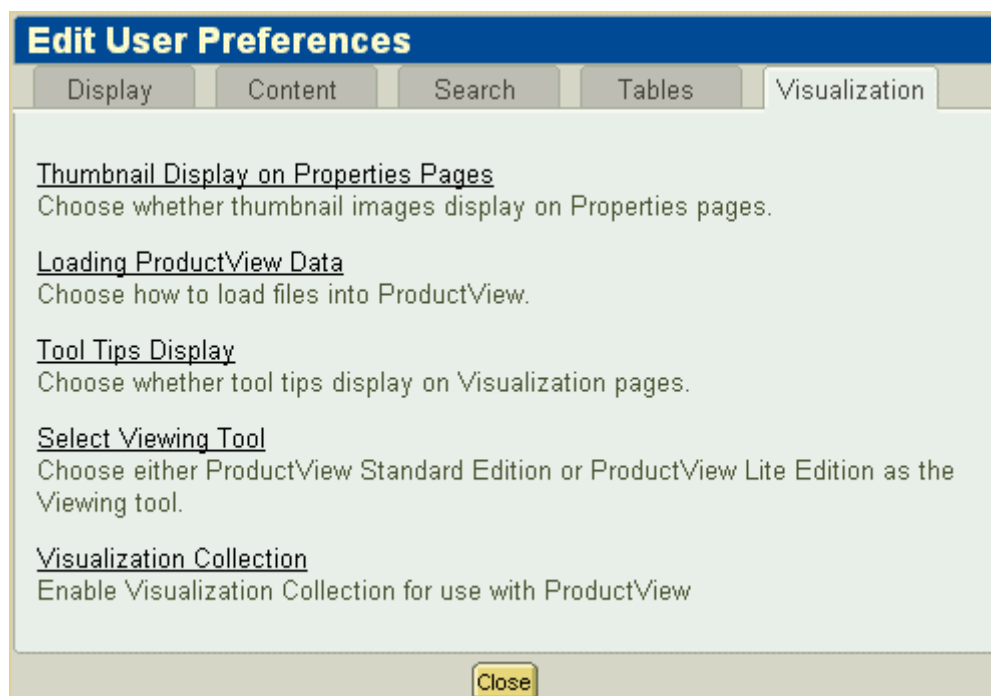 Edit User Preferences
Display Content Search Tables Visualization
Thumbnail Display on Properties Pages
Choose whether thumbnail images display on Properties pages.
Loading ProductView Data
Choose how to load files into ProductView.
Tool Tips Display
Choose whether tool tips display on Visualization pages.
Select Viewing Tool
Choose either ProductView Standard Edition or ProductView Lite Edition as the
Viewing tool.
Visualization Collection
Enable Visualization Collection for use with ProductView
Close